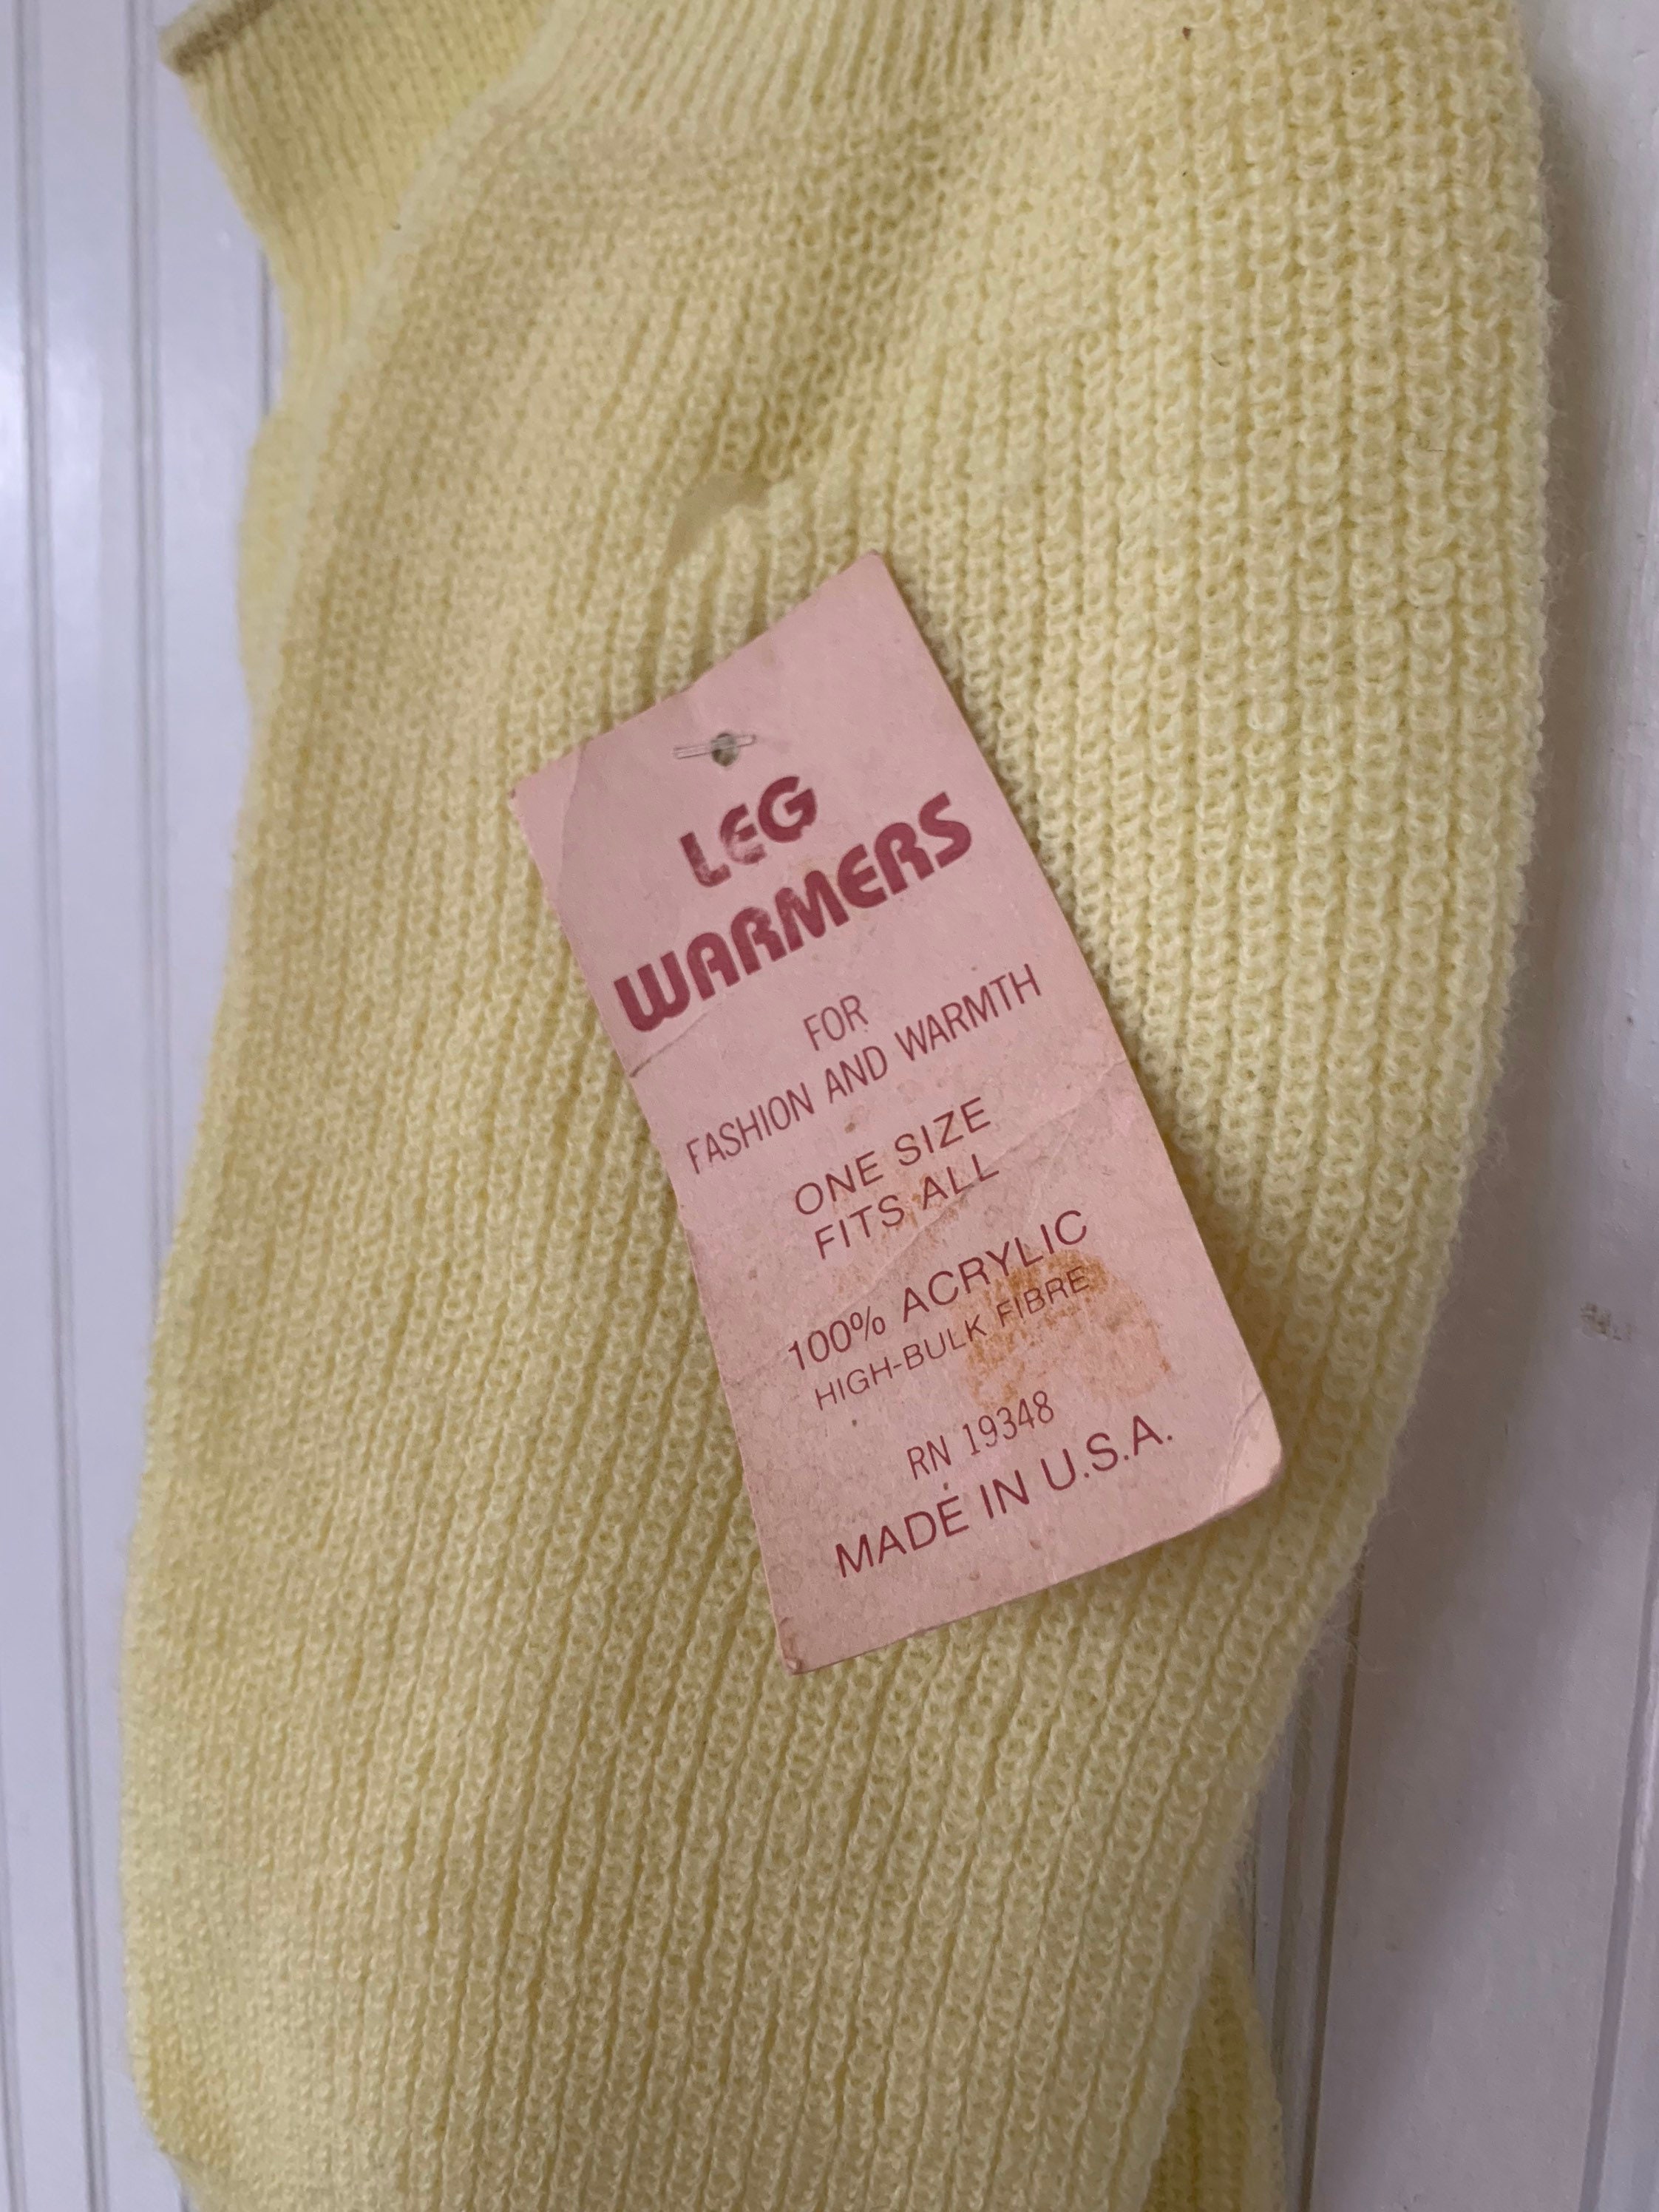 LEG
WARMERS
FOR
FASHION AND WARMTH
ONE SIZE
FITS ALL
100% ACRYLIC
HIGH-BULK FIBRE
RN 19348
MADE IN U.S.A.